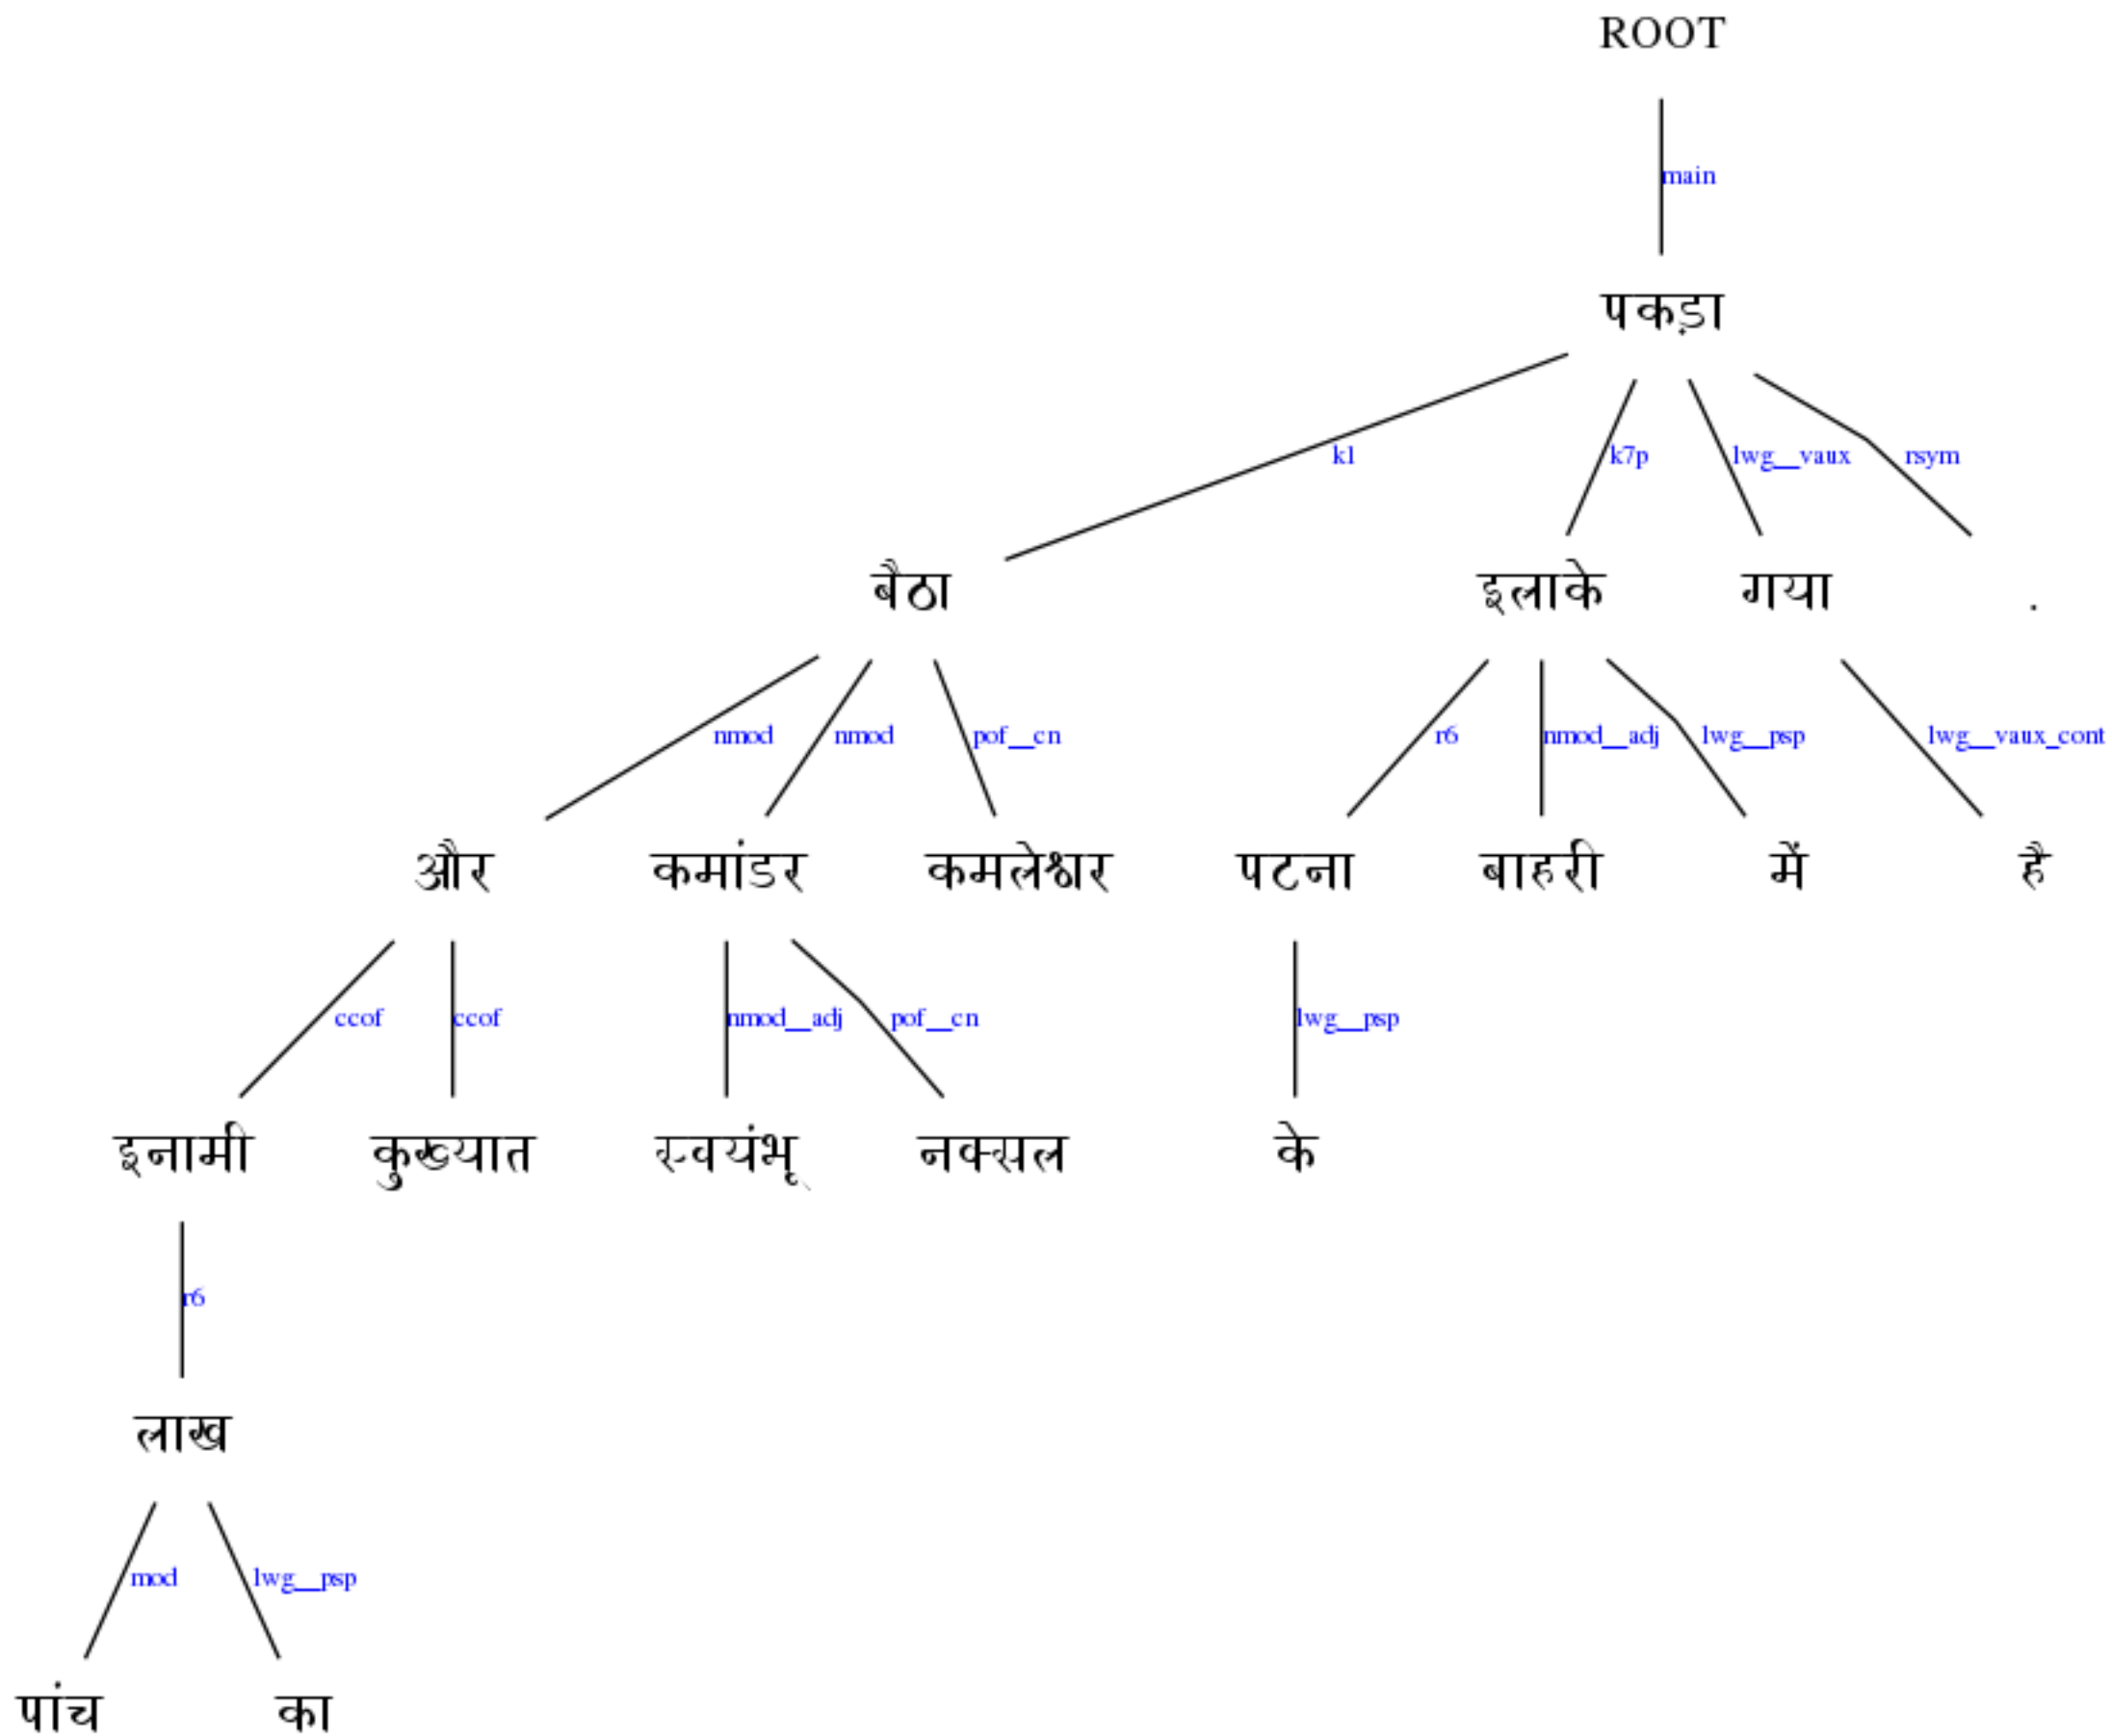 ROOT
main
पकड़ा
k1 k7p lwg__vaux rsym
बैठा इलाके गया .
nmod nmod pof__cn r6 nmod__adj lwg__psp lwg__vaux_cont
और कमांडर कमलेश्वर पटना बाहरी में है
ccof ccof nmod__adj pof__cn lwg__psp
इनामी कुख्यात स्वयंभू नक्सल के
r6
लाख
mod lwg__psp
पांच का